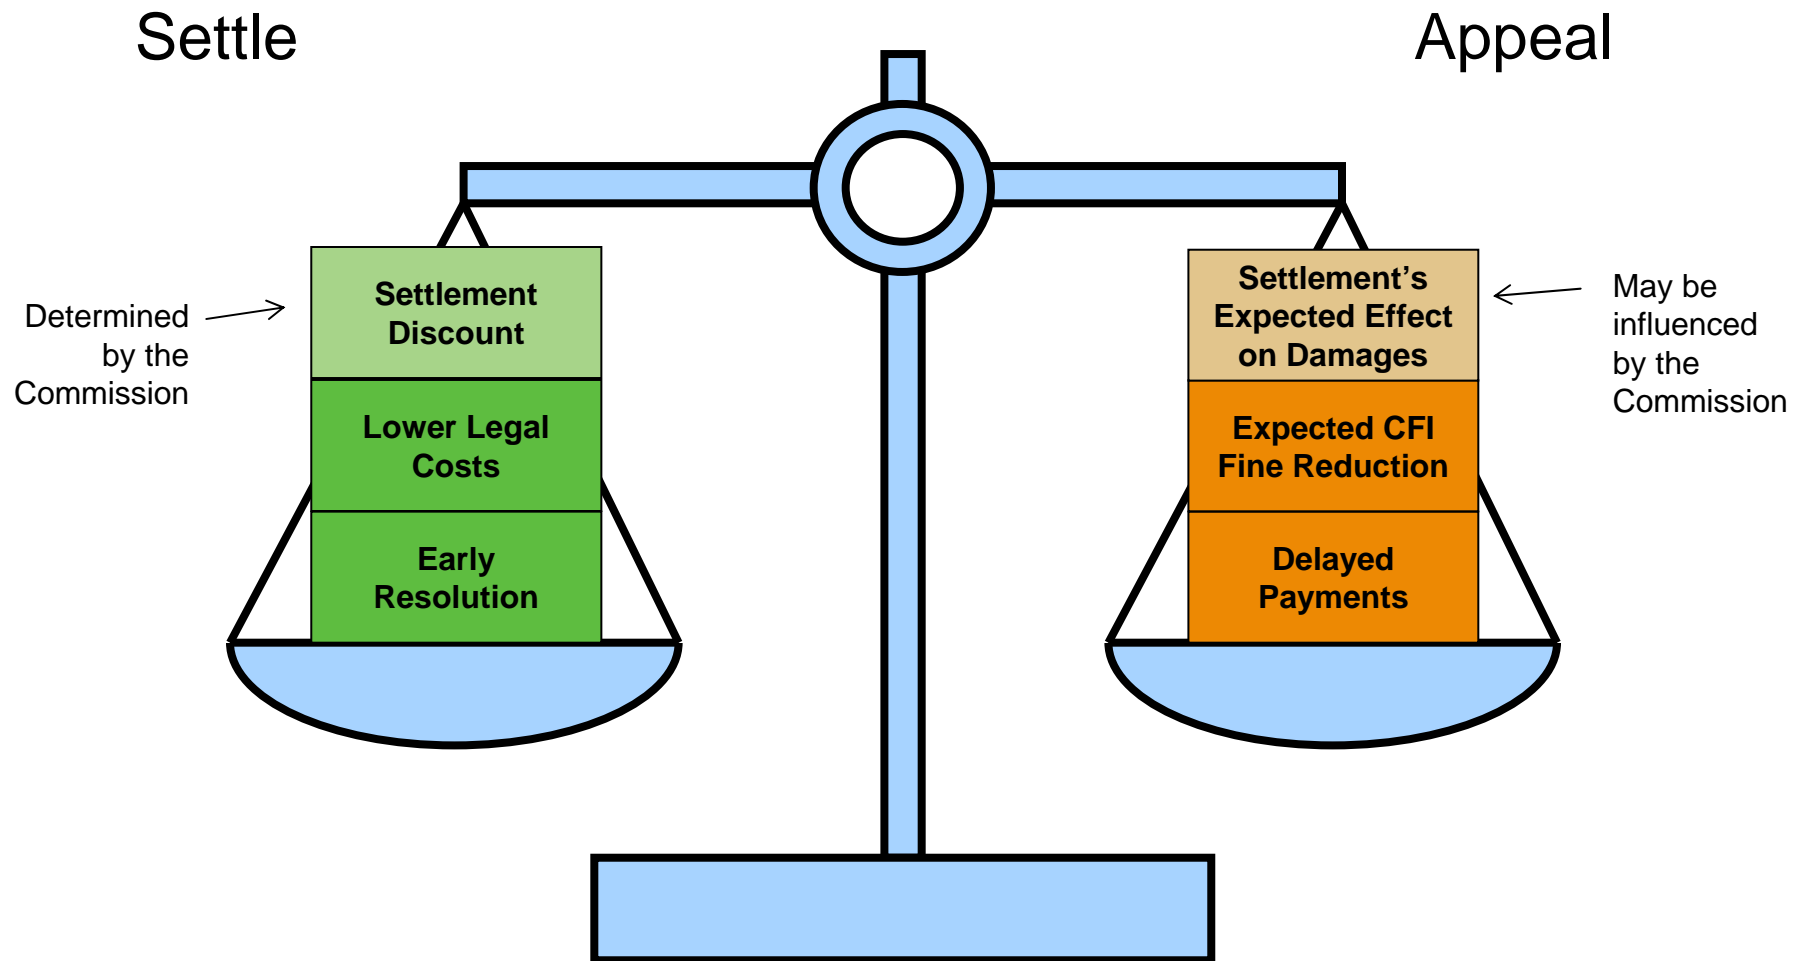 Settle
Appeal
Determined
by the
Commission
Settlement
Discount
Lower Legal
Costs
Early
Resolution
Settlement’s
Expected Effect
on Damages
Expected CFI
Fine Reduction
Delayed
Payments
May be
influenced
by the
Commission